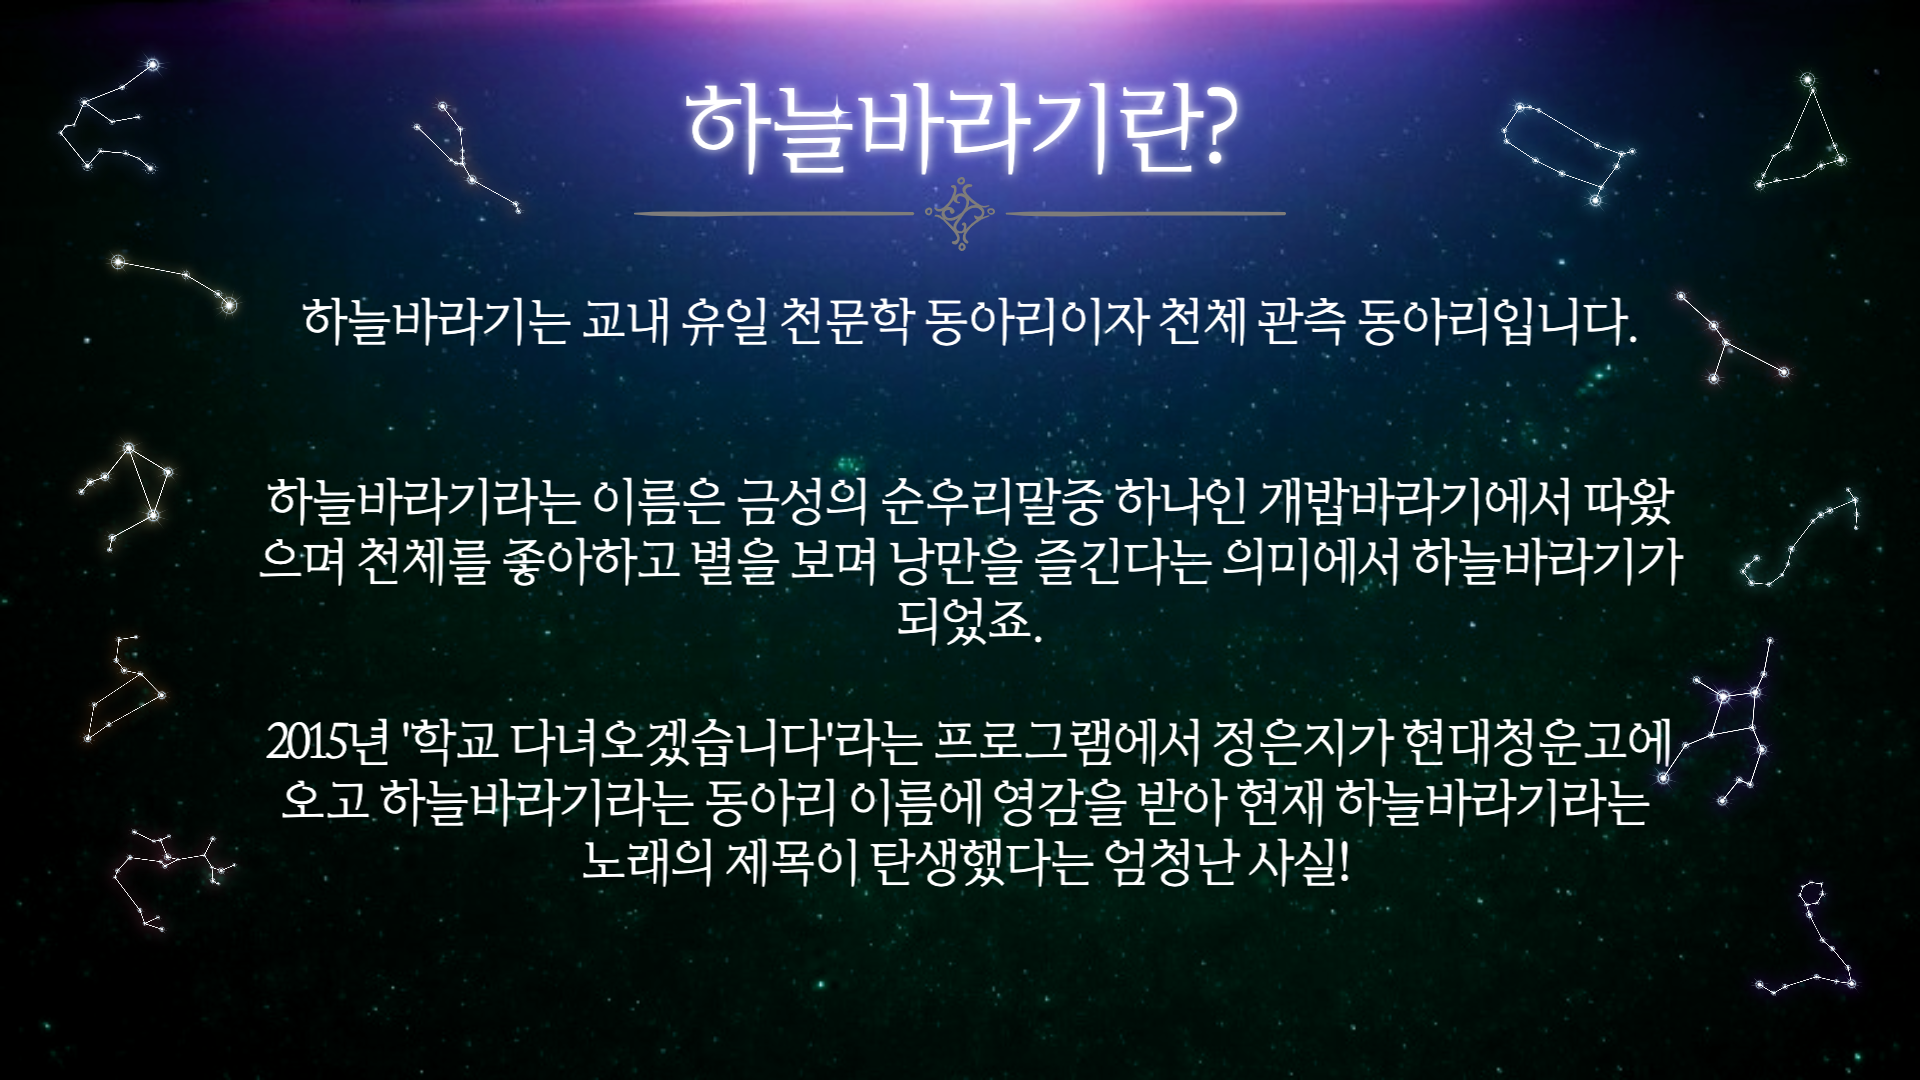 하늘바라기란?
하늘바라기는 교내 유일 천문학 동아리이자 천체 관측 동아리입니다.
하늘바라기라는 이름은 금성의 순우리말중 하나인 개밥바라기에서 따왔
으며 천체를 좋아하고 별을 보며 낭만을 즐긴다는 의미에서 하늘바라기가
되었죠.
2015년 '학교 다녀오겠습니다'라는 프로그램에서 정은지가 현대청운고에
오고 하늘바라기라는 동아리 이름에 영감을 받아 현재 하늘바라기라는
노래의 제목이 탄생했다는 엄청난 사실!